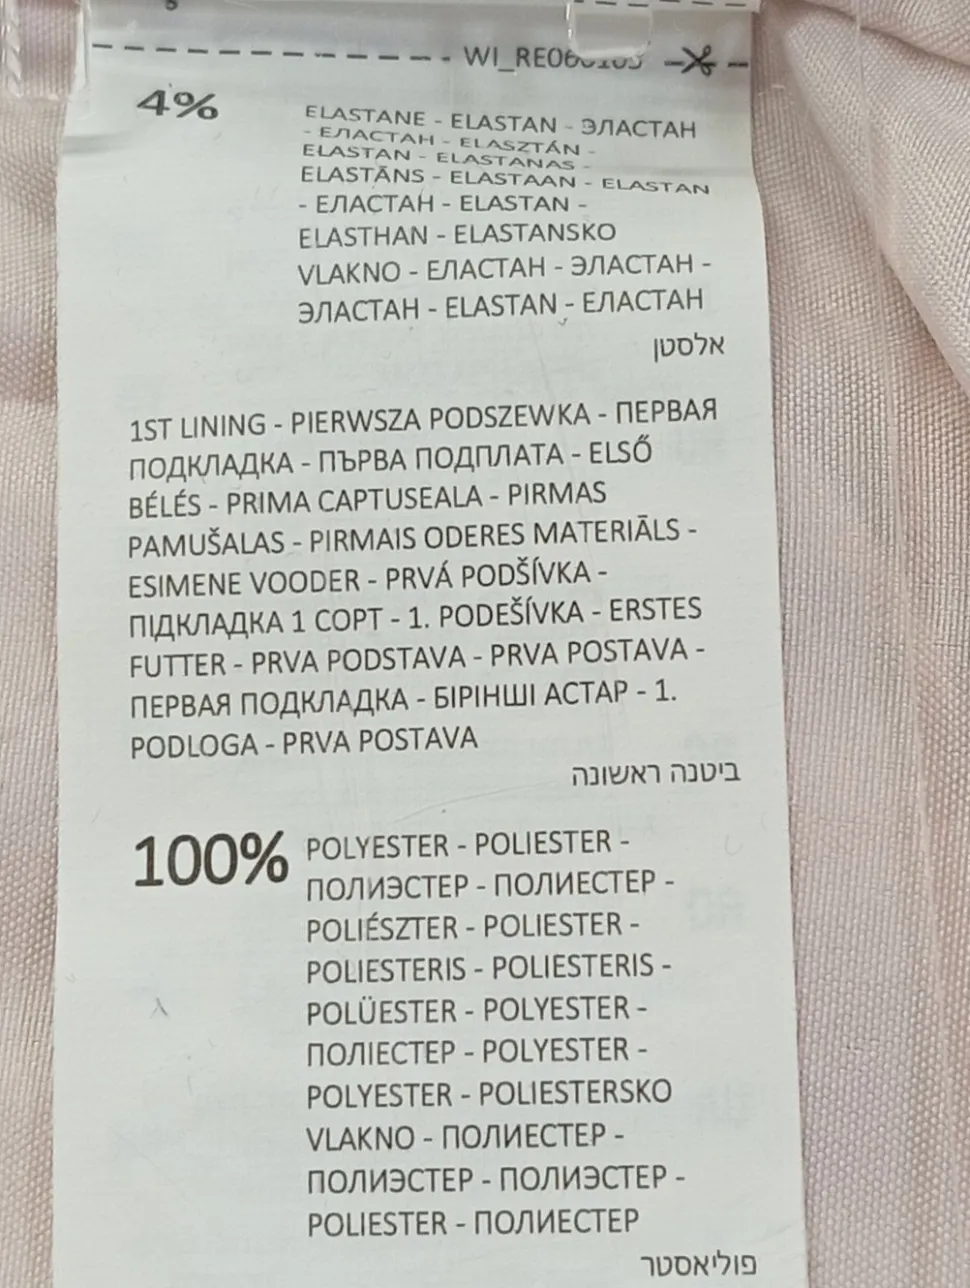 4%
ELASTANE - ELASTAN - ЭЛАСТАН
- ЕЛАСТАН - ELASZTÁN -
ELASTAN - ELASTANAS -
ELASTĀNS - ELASTAAN - ELASTAN
- ЕЛАСТАН - ELASTAN -
ELASTHAN - ELASTANSKO
VLAKNO - ЕЛАСТАН - ЭЛАСТАН -
ЭЛАСТАН - ELASTAN - ЕЛАСТАН
אלסטן
1ST LINING - PIERWSZA PODSZEWKA - ПЕРВАЯ
ПОДКЛАДКА - ПЪРВА ПОДПЛАТА - ELSŐ
BÉLÉS - PRIMA CAPTUSEALA - PIRMAS
PAMUŠALAS - PIRMAIS ODERES MATERIĀLS -
ESIMENE VOODER - PRVÁ PODŠÍVKA -
ПІДКЛАДКА 1 СОРТ - 1. PODEŠÍVKA - ERSTES
FUTTER - PRVA PODSTAVA - PRVA POSTAVA -
ПЕРВАЯ ПОДКЛАДКА - БІРІНШІ АСТАР - 1.
PODLOGA - PRVA POSTAVA
ביטנה ראשונה
100%
POLYESTER - POLIESTER -
ПОЛИЭСТЕР - ПОЛИЕСТЕР -
POLIÉSZTER - POLIESTER -
POLIESTERIS - POLIESTERIS -
POLÜESTER - POLYESTER -
ПОЛІЕСТЕР - POLYESTER -
POLYESTER - POLIESTERSKO
VLAKNO - ПОЛИЕСТЕР -
ПОЛИЭСТЕР - ПОЛИЭСТЕР -
POLIESTER - ПОЛИЕСТЕР
פוליאסטר